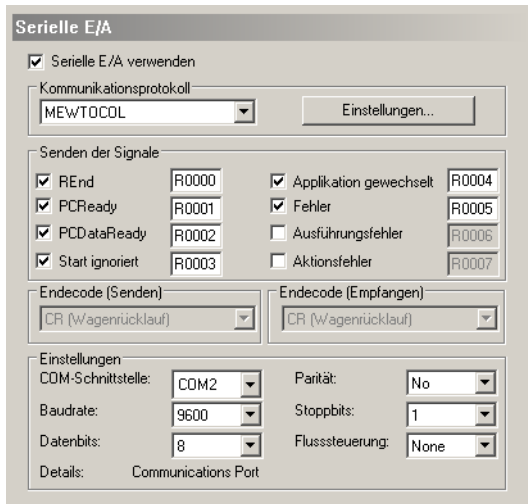 Serielle E/A
Serielle E/A verwenden
Kommunikationsprotokoll
MEWTOCOL
Einstellungen...
Senden der Signale
REnd R0000
Applikation gewechselt R0004
PCReady R0001
Fehler R0005
PCDataReady R0002
Ausführungsfehler R0006
Start ignoriert R0003
Aktionsfehler R0007
Endecode (Senden)
CR (Wagenrücklauf)
Endecode (Empfangen)
CR (Wagenrücklauf)
Einstellungen
COM-Schnittstelle: COM2
Parität: No
Baudrate: 9600
Stoppbits: 1
Datenbits: 8
Flusssteuerung: None
Details: Communications Port